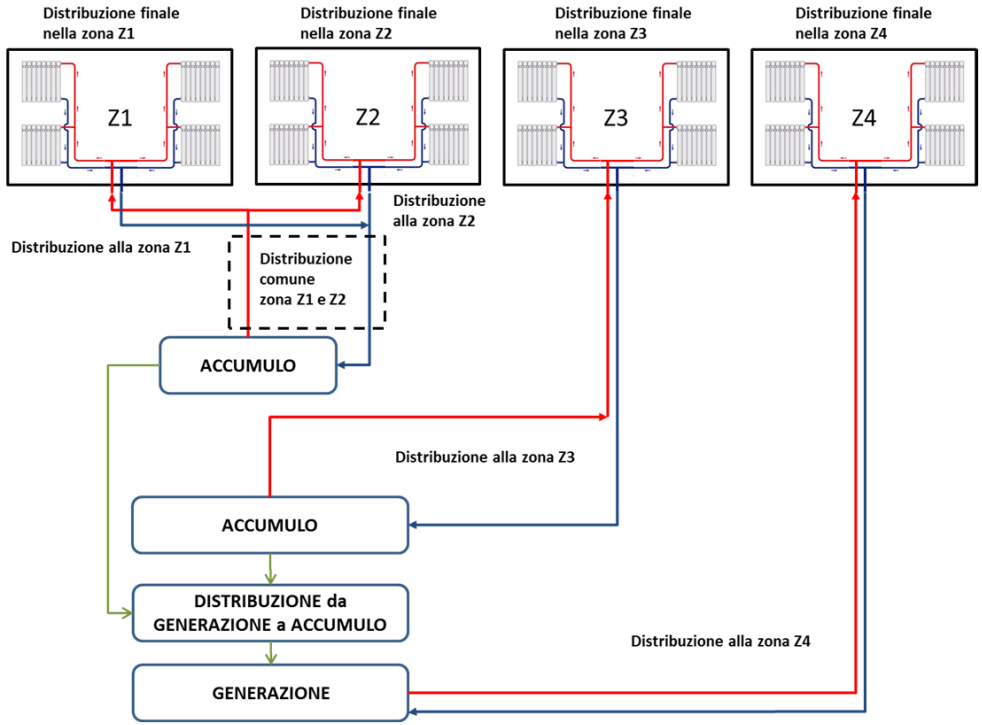 Distribuzione finale
nella zona Z1
Distribuzione finale
nella zona Z2
Distribuzione finale
nella zona Z3
Distribuzione finale
nella zona Z4
Z1
Z2
Z3
Z4
Distribuzione
alla zona Z2
Distribuzione alla zona Z1
Distribuzione
comune
zona Z1 e Z2
ACCUMULO
Distribuzione alla zona Z3
ACCUMULO
DISTRIBUZIONE da
GENERAZIONE a ACCUMULO
Distribuzione alla zona Z4
GENERAZIONE